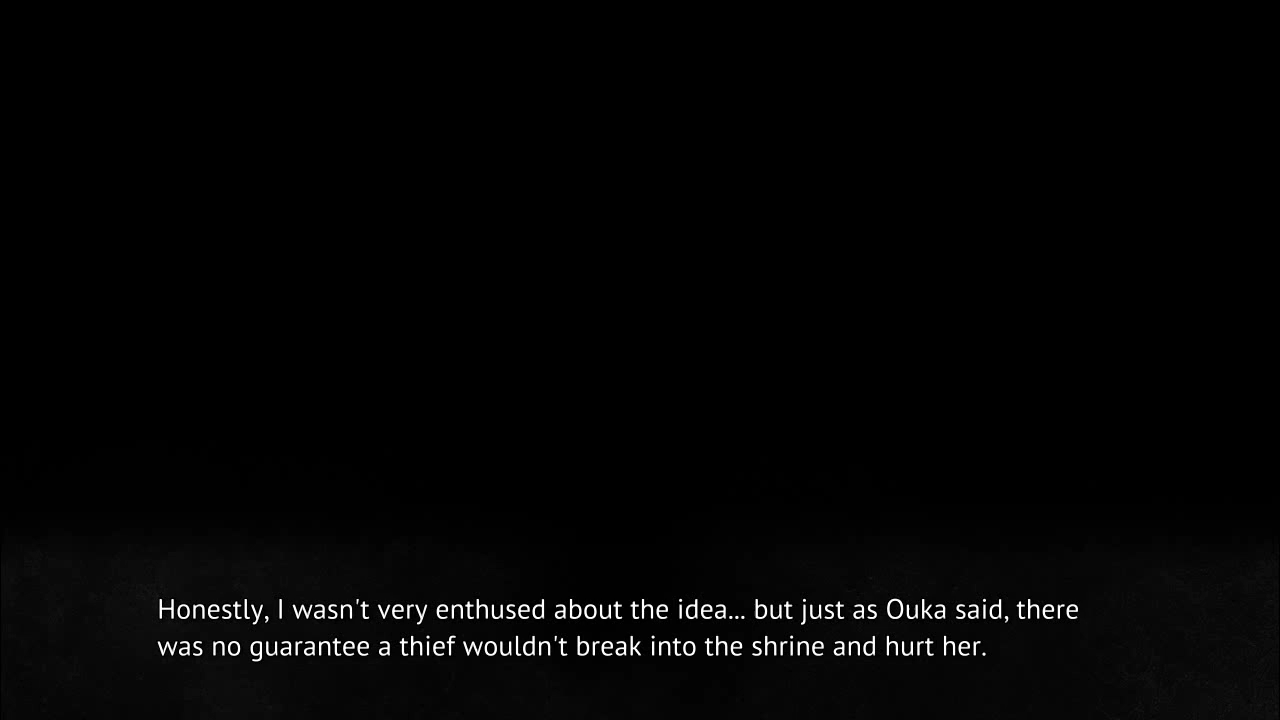 Honestly, I wasn't very enthused about the idea... but just as Ouka said, there
was no guarantee a thief wouldn't break into the shrine and hurt her.